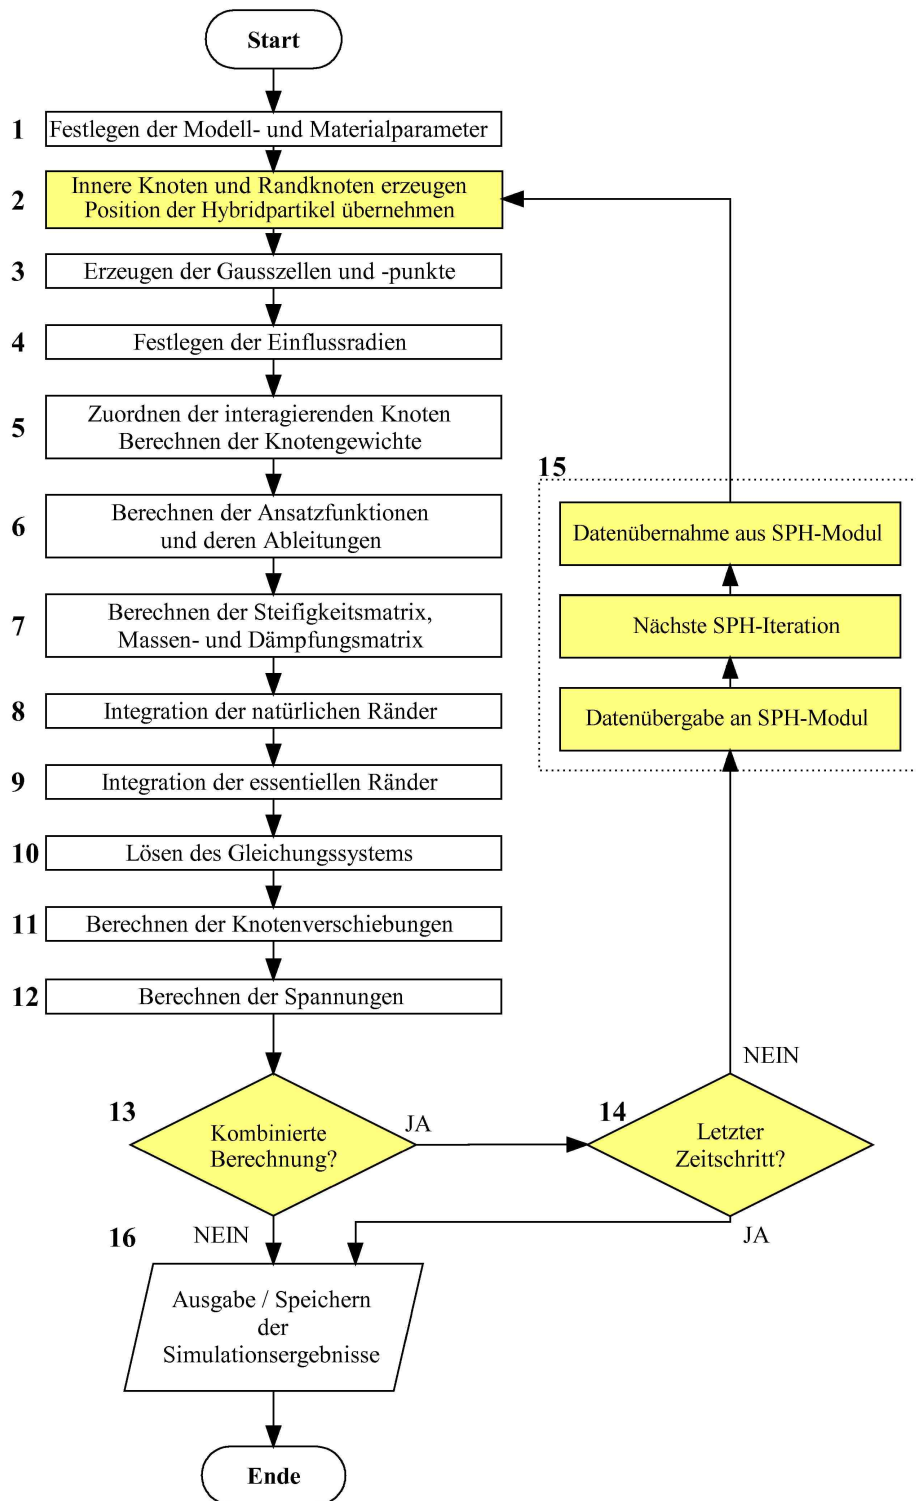 Start
1
Festlegen der Modell- und Materialparameter
2
Innere Knoten und Randknoten erzeugen
Position der Hybridpartikel übernehmen
3
Erzeugen der Gausszellen und -punkte
4
Festlegen der Einflussradien
5
Zuordnen der interagierenden Knoten
Berechnen der Knotengewichte
6
Berechnen der Ansatzfunktionen
und deren Ableitungen
7
Berechnen der Steifigkeitsmatrix,
Massen- und Dämpfungsmatrix
8
Integration der natürlichen Ränder
9
Integration der essentiellen Ränder
10
Lösen des Gleichungssystems
11
Berechnen der Knotenverschiebungen
12
Berechnen der Spannungen
13
Kombinierte
Berechnung?
JA
NEIN
14
Letzter
Zeitschritt?
NEIN
JA
15
Datenübernahme aus SPH-Modul
Nächste SPH-Iteration
Datenübergabe an SPH-Modul
16
Ausgabe / Speichern
der
Simulationsergebnisse
Ende